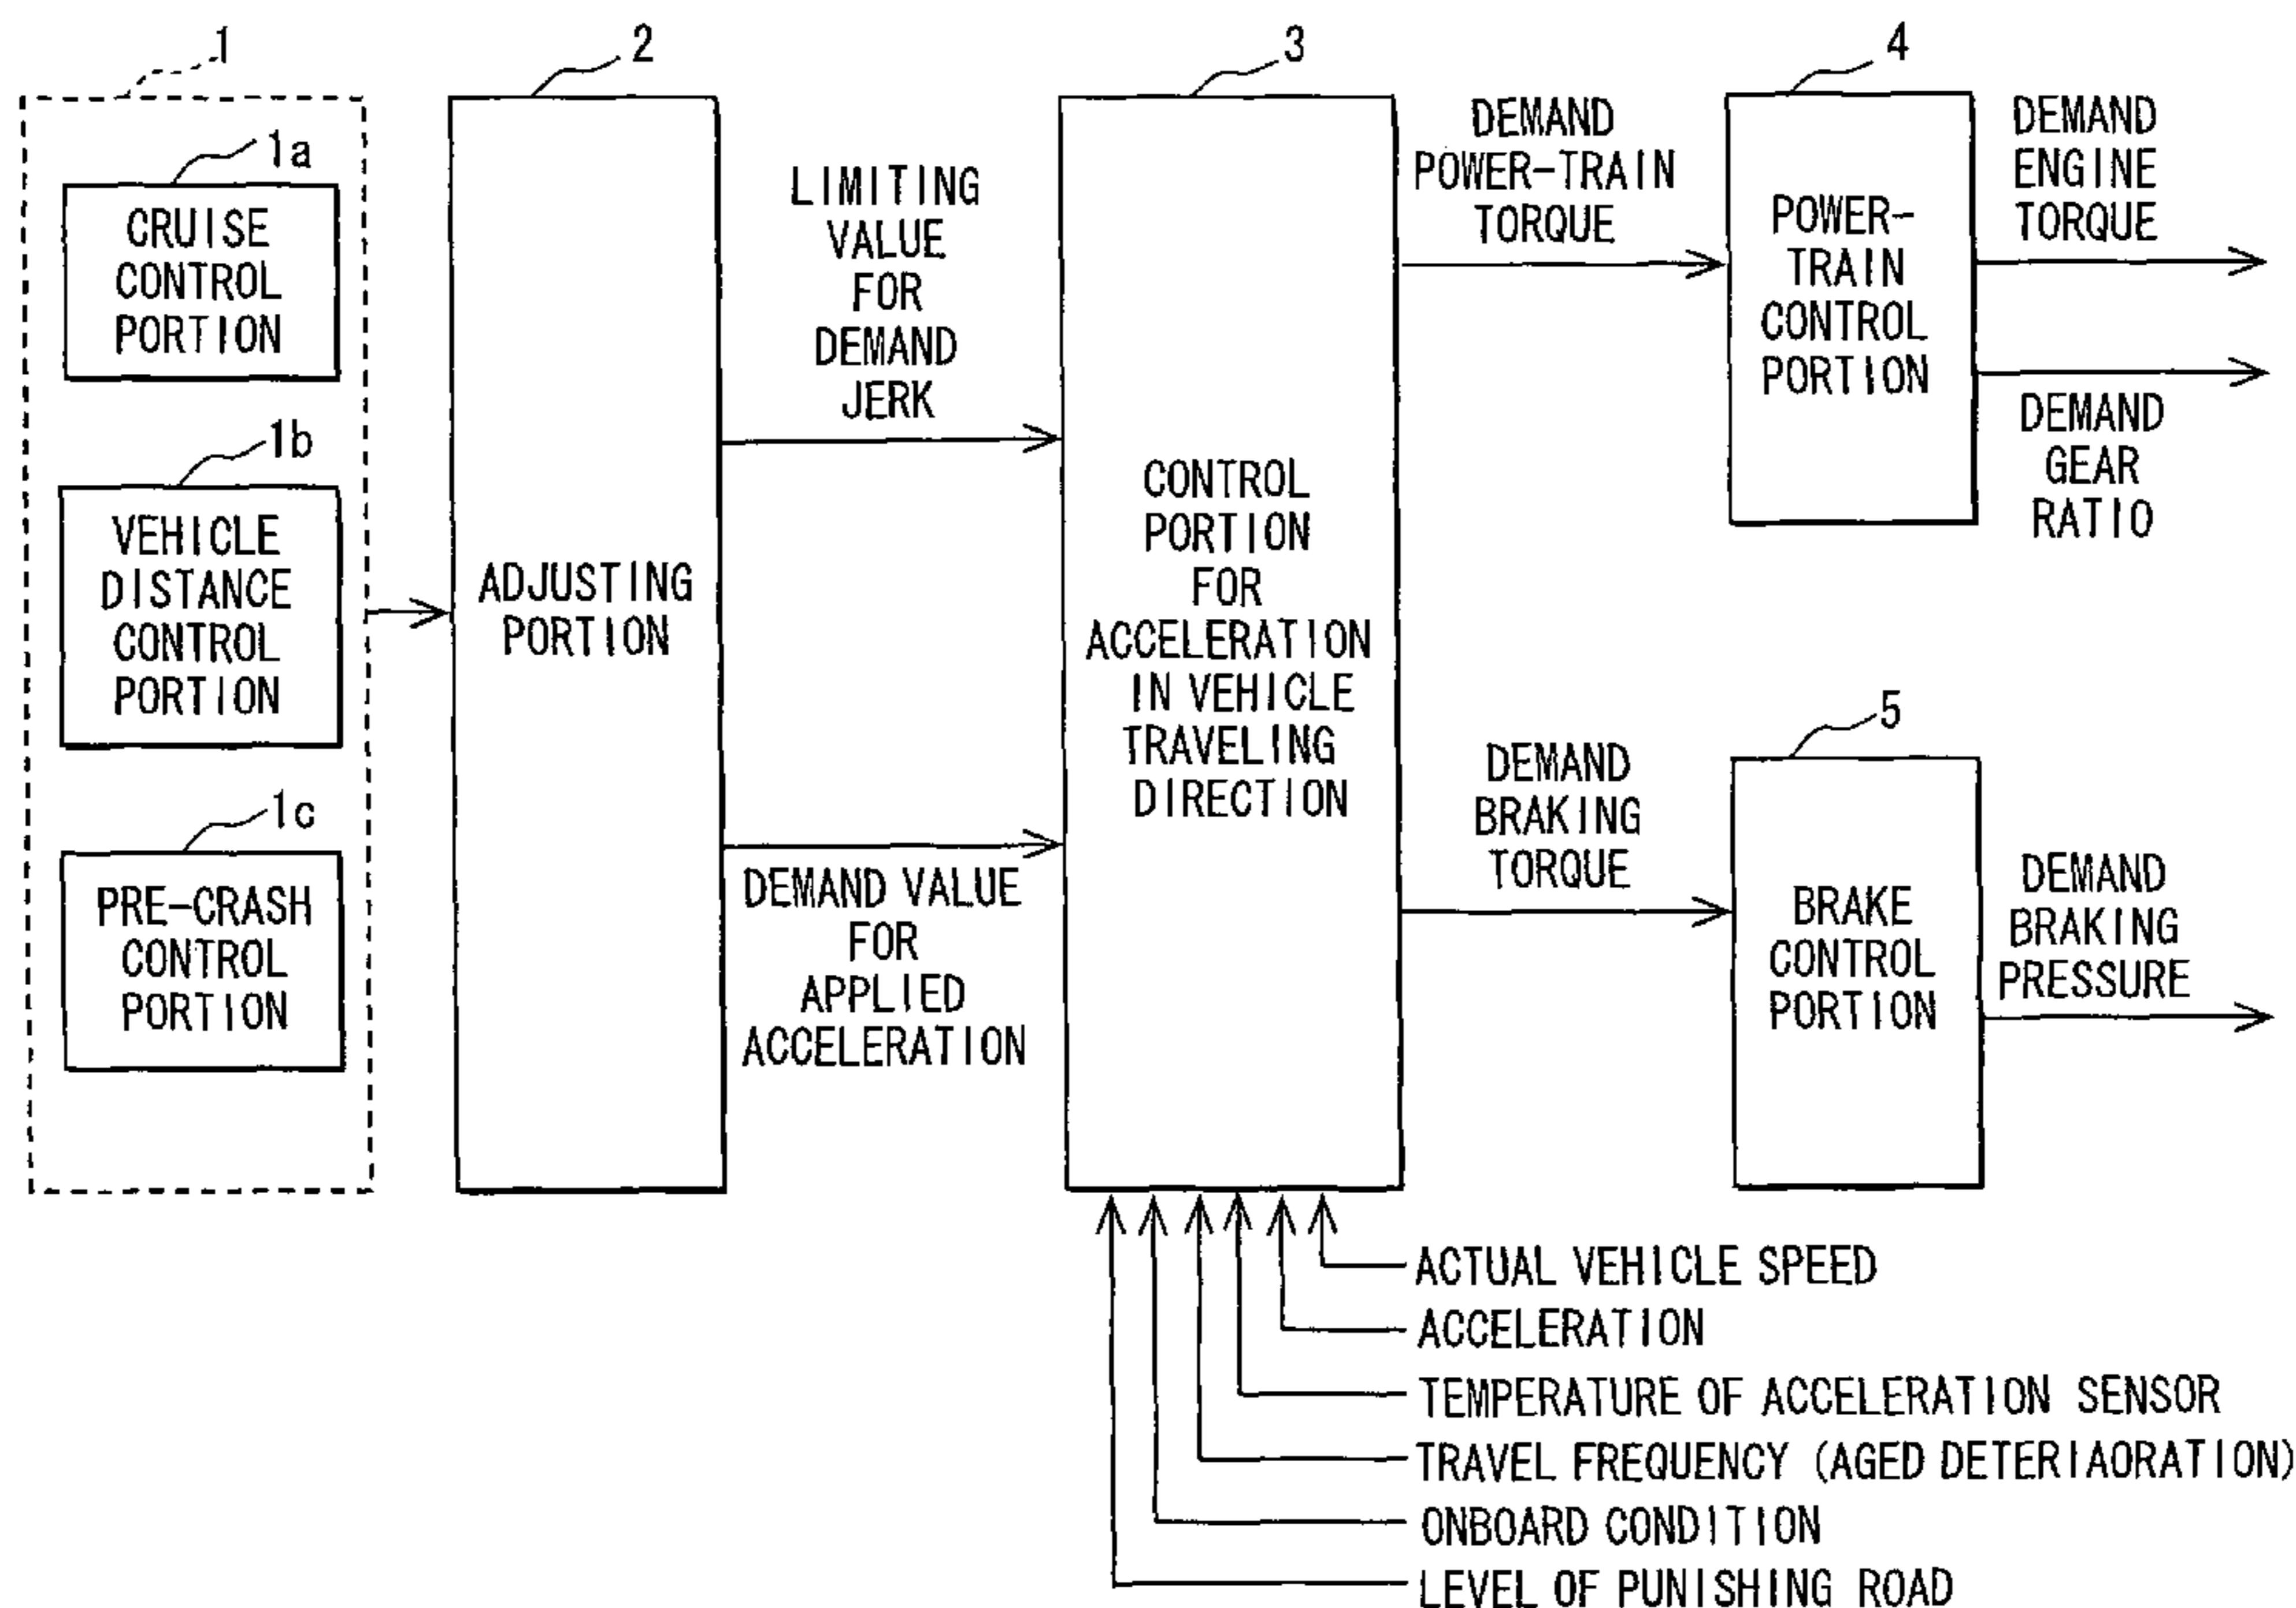 1
1a
CRUISE
CONTROL
PORTION
1b
VEHICLE
DISTANCE
CONTROL
PORTION
1c
PRE-CRASH
CONTROL
PORTION
2
ADJUSTING
PORTION
LIMITING
VALUE
FOR
DEMAND
JERK
DEMAND VALUE
FOR
APPLIED
ACCELERATION
3
CONTROL
PORTION
FOR
ACCELERATION
IN VEHICLE
TRAVELING
DIRECTION
DEMAND
POWER-TRAIN
TORQUE
DEMAND
BRAKING
TORQUE
4
POWER-
TRAIN
CONTROL
PORTION
DEMAND
ENGINE
TORQUE
DEMAND
GEAR
RATIO
5
BRAKE
CONTROL
PORTION
DEMAND
BRAKING
PRESSURE
ACTUAL VEHICLE SPEED
ACCELERATION
TEMPERATURE OF ACCELERATION SENSOR
TRAVEL FREQUENCY (AGED DETERIAORATION)
ONBOARD CONDITION
LEVEL OF PUNISHING ROAD